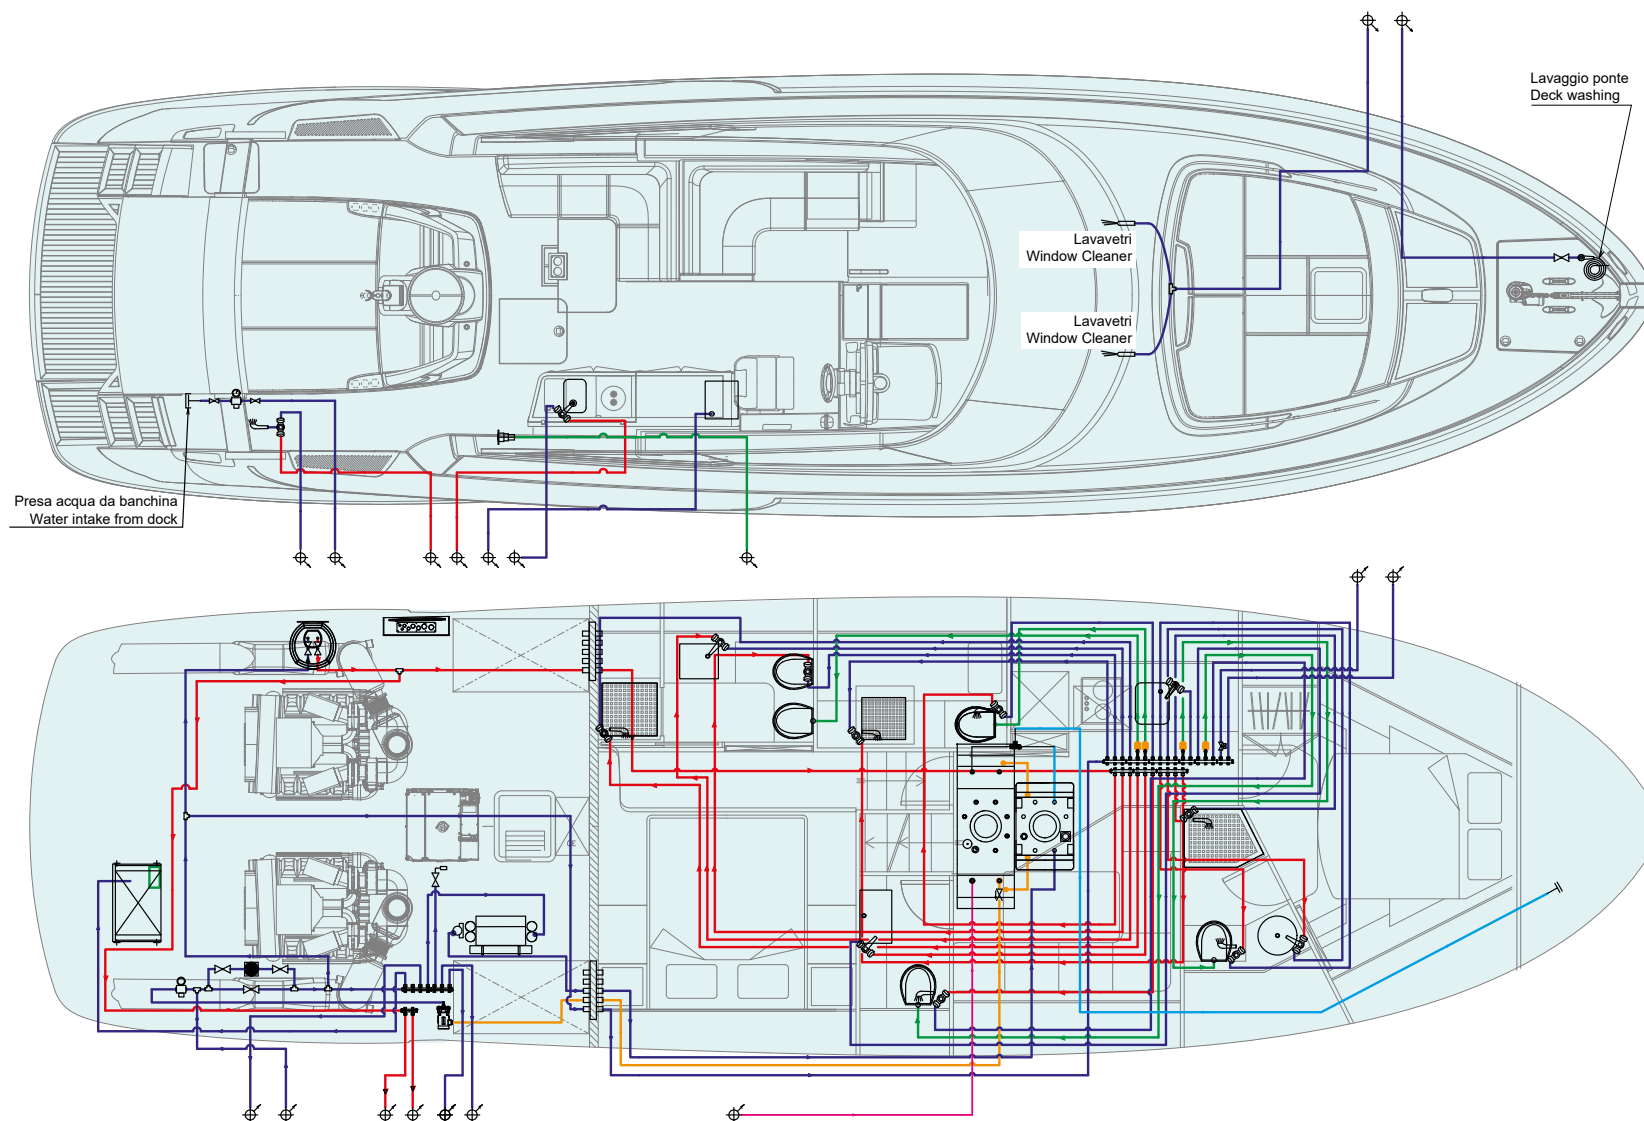 Lavaggio ponte
Deck washing
Lavavetri
Window Cleaner
Lavavetri
Window Cleaner
Presa acqua da banchina
Water intake from dock